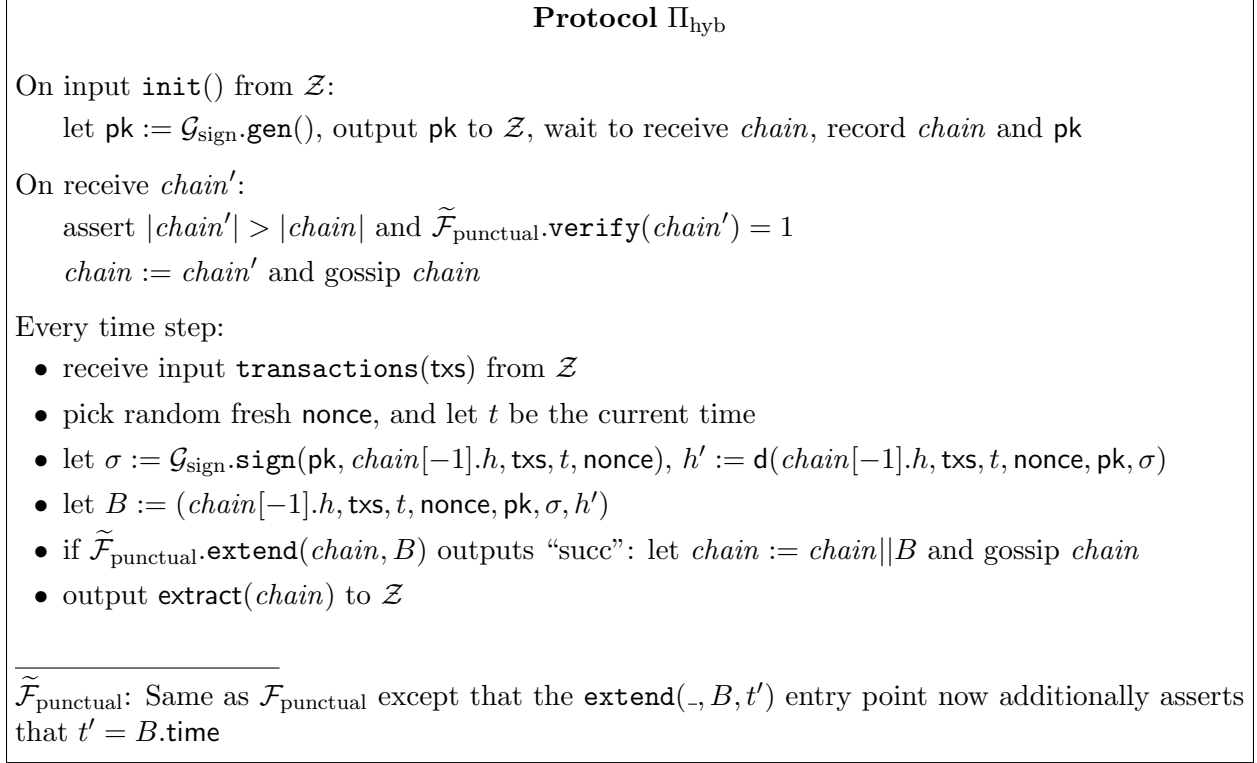 Protocol Π_hyb
On input init() from 𝒵:
let pk := 𝒢_sign.gen(), output pk to 𝒵, wait to receive chain, record chain and pk
On receive chain′:
assert |chain′| > |chain| and ℱ̃_punctual.verify(chain′) = 1
chain := chain′ and gossip chain
Every time step:
• receive input transactions(txs) from 𝒵
• pick random fresh nonce, and let t be the current time
• let σ := 𝒢_sign.sign(pk, chain[-1].h, txs, t, nonce), h′ := d(chain[-1].h, txs, t, nonce, pk, σ)
• let B := (chain[-1].h, txs, t, nonce, pk, σ, h′)
• if ℱ̃_punctual.extend(chain, B) outputs “succ”: let chain := chain||B and gossip chain
• output extract(chain) to 𝒵
ℱ̃_punctual: Same as ℱ_punctual except that the extend(_, B, t′) entry point now additionally asserts
that t′ = B.time